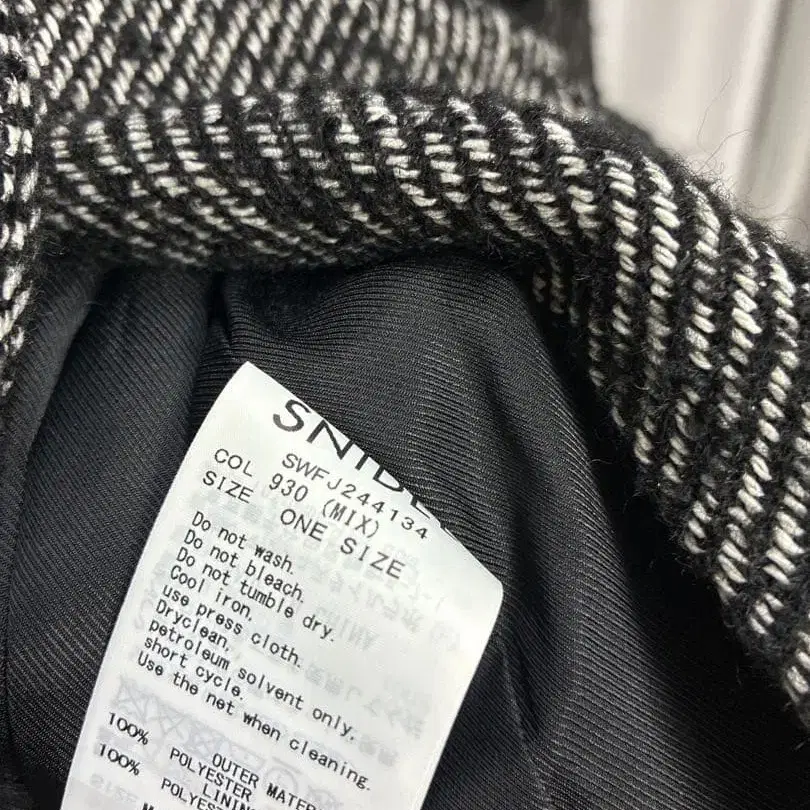 SNIDEL
SWFJ244134
COL 930 (MIX)
SIZE ONE SIZE
Do not wash.
Do not bleach.
Do not tumble dry.
Cool iron,
use press cloth.
Dryclean,
petroleum solvent only,
short cycle.
Use the net when cleaning.
OUTER MATER
100% POLYESTER
LININ
100% POLYESTER